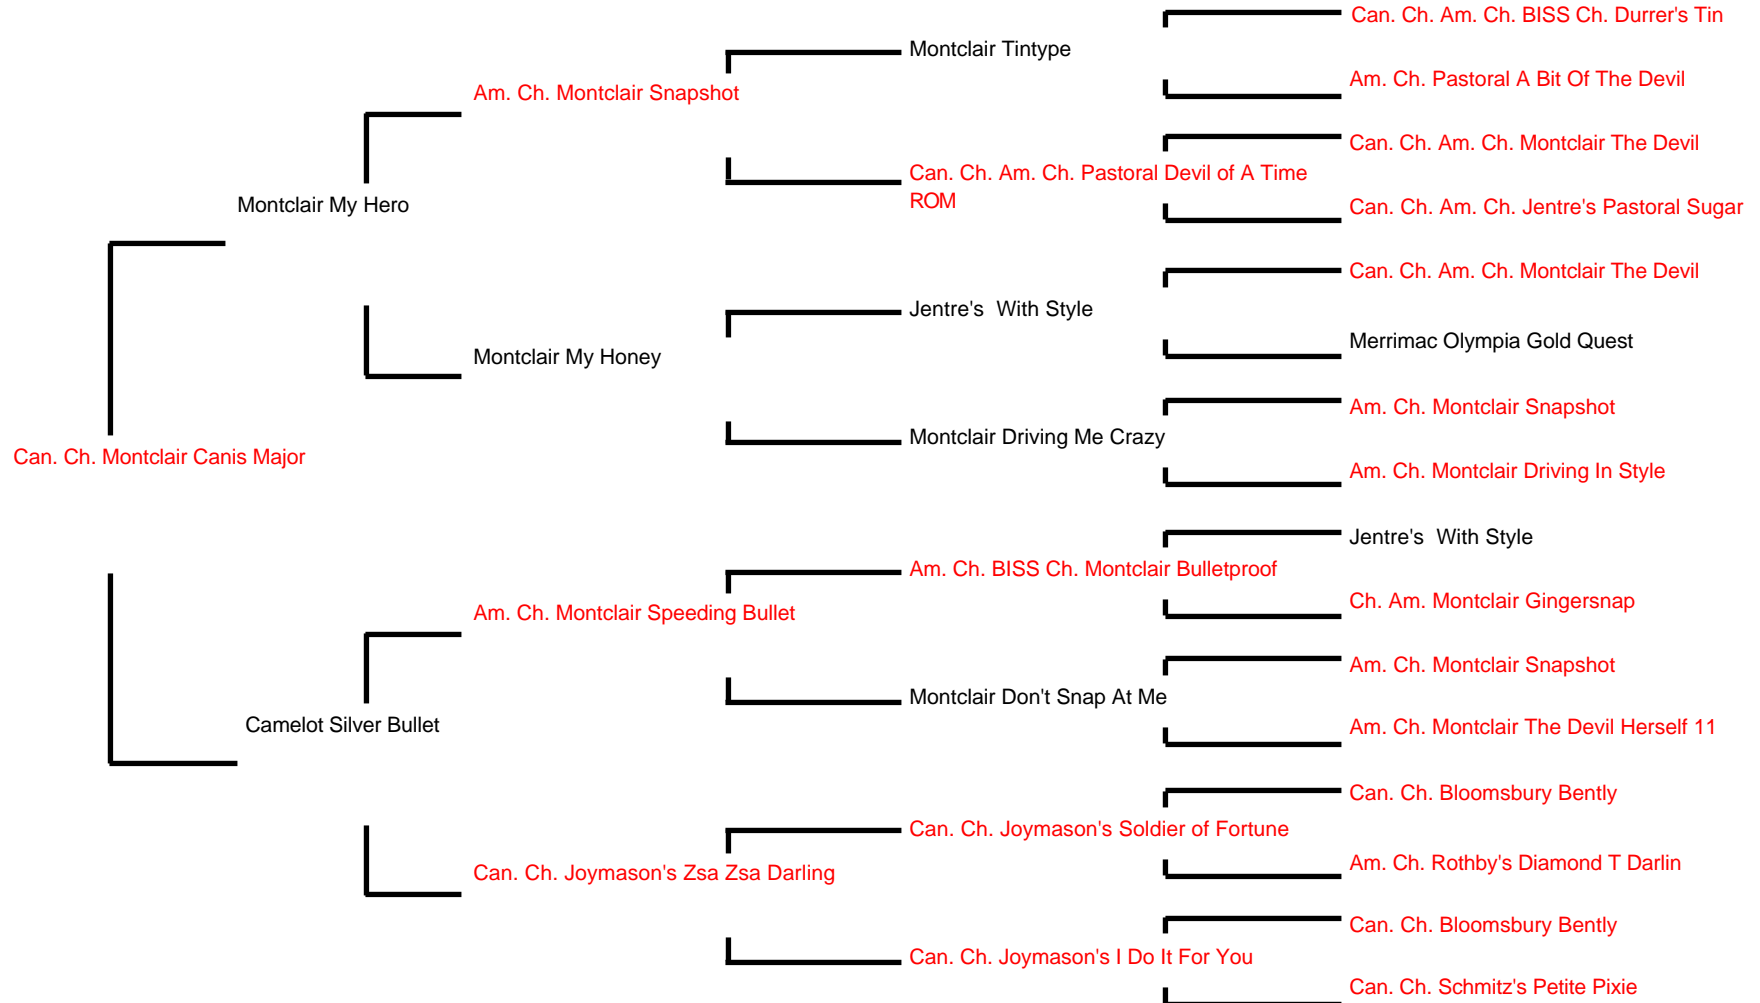 Can. Ch. Am. Ch. BISS Ch. Durrer's Tin
Montclair Tintype
Am. Ch. Pastoral A Bit Of The Devil
Am. Ch. Montclair Snapshot
Can. Ch. Am. Ch. Montclair The Devil
Can. Ch. Am. Ch. Pastoral Devil of A Time
ROM
Can. Ch. Am. Ch. Jentre's Pastoral Sugar
Montclair My Hero
Can. Ch. Am. Ch. Montclair The Devil
Jentre's  With Style
Merrimac Olympia Gold Quest
Montclair My Honey
Am. Ch. Montclair Snapshot
Montclair Driving Me Crazy
Am. Ch. Montclair Driving In Style
Can. Ch. Montclair Canis Major
Jentre's  With Style
Am. Ch. BISS Ch. Montclair Bulletproof
Ch. Am. Montclair Gingersnap
Am. Ch. Montclair Speeding Bullet
Am. Ch. Montclair Snapshot
Montclair Don't Snap At Me
Am. Ch. Montclair The Devil Herself 11
Camelot Silver Bullet
Can. Ch. Bloomsbury Bently
Can. Ch. Joymason's Soldier of Fortune
Am. Ch. Rothby's Diamond T Darlin
Can. Ch. Joymason's Zsa Zsa Darling
Can. Ch. Bloomsbury Bently
Can. Ch. Joymason's I Do It For You
Can. Ch. Schmitz's Petite Pixie